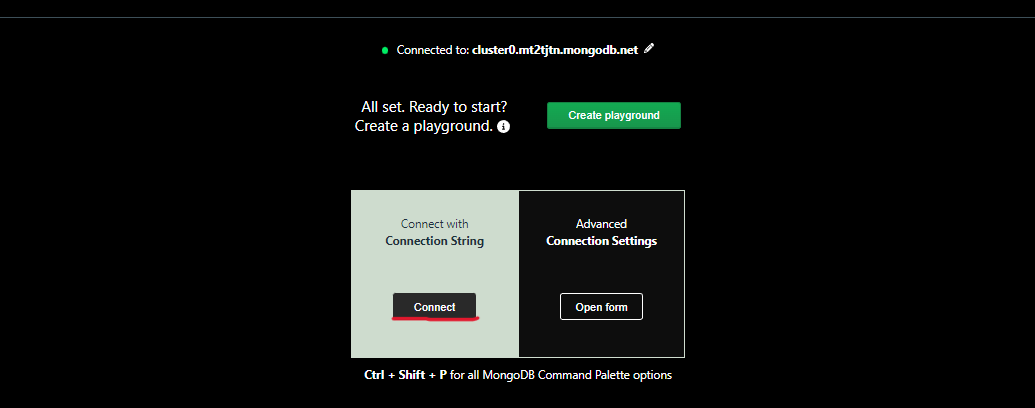 Connected to: cluster0.mt2tjtn.mongodb.net
All set. Ready to start?
Create a playground.
Create playground
Connect with
Connection String
Connect
Advanced
Connection Settings
Open form
Ctrl + Shift + P for all MongoDB Command Palette options